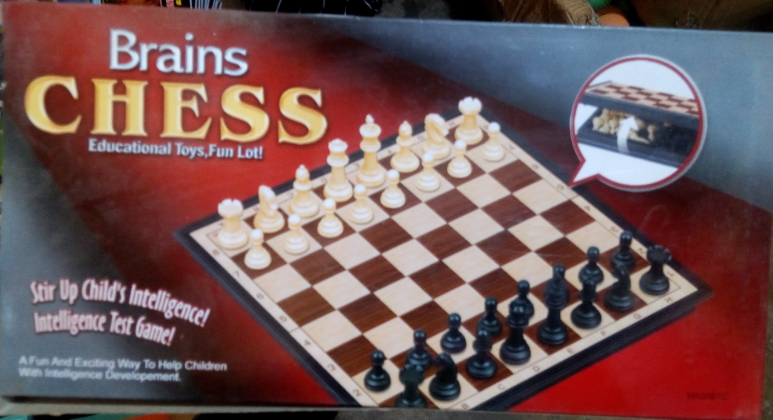 Brains
CHESS
Educational Toys,Fun Lot!
Stir Up Child's Intelligence!
Intelligence Test Game!
A Fun And Exciting Way To Help Children
With Intelligence Developement.